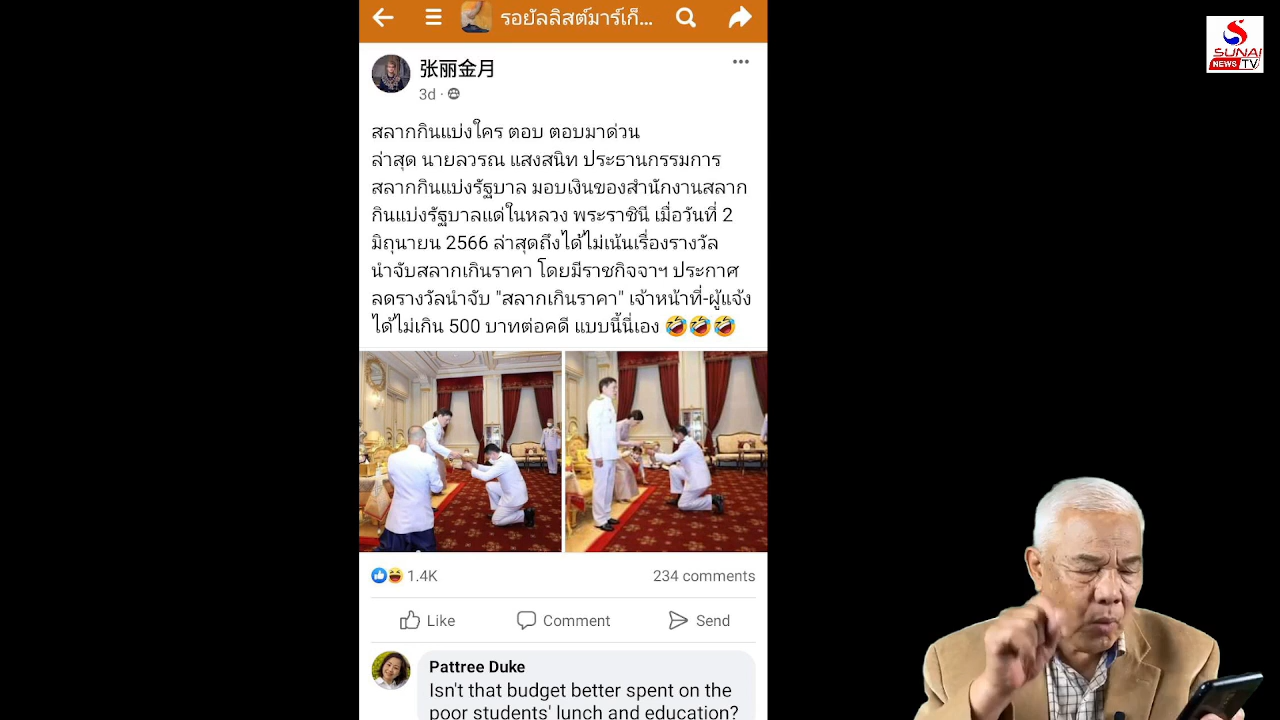 รอยัลลิสต์มาร์เก็...
SUNAI
NEWS TV
张丽金月
3d ·
สลากกินแบ่งใคร ตอบ ตอบมาด่วน
ล่าสุด นายลวรณ แสงสนิท ประธานกรรมการ
สลากกินแบ่งรัฐบาล มอบเงินของสำนักงานสลาก
กินแบ่งรัฐบาลแด่ในหลวง พระราชินี เมื่อวันที่ 2
มิถุนายน 2566 ล่าสุดถึงได้ไม่เน้นเรื่องรางวัล
นำจับสลากเกินราคา โดยมีราชกิจจาฯ ประกาศ
ลดรางวัลนำจับ "สลากเกินราคา" เจ้าหน้าที่-ผู้แจ้ง
ได้ไม่เกิน 500 บาทต่อคดี แบบนี้นี่เอง 🤣🤣🤣
1.4K
234 comments
Like
Comment
Send
Pattree Duke
Isn't that budget better spent on the
poor students' lunch and education?